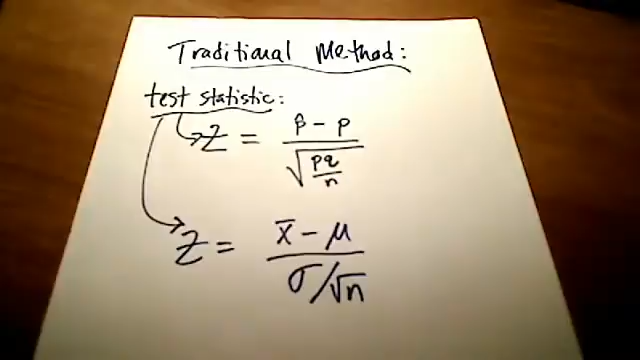 Traditional Method:
test statistic:
Z = p̂ - p / √(pq/n)
Z = x̄ - μ / σ/√n